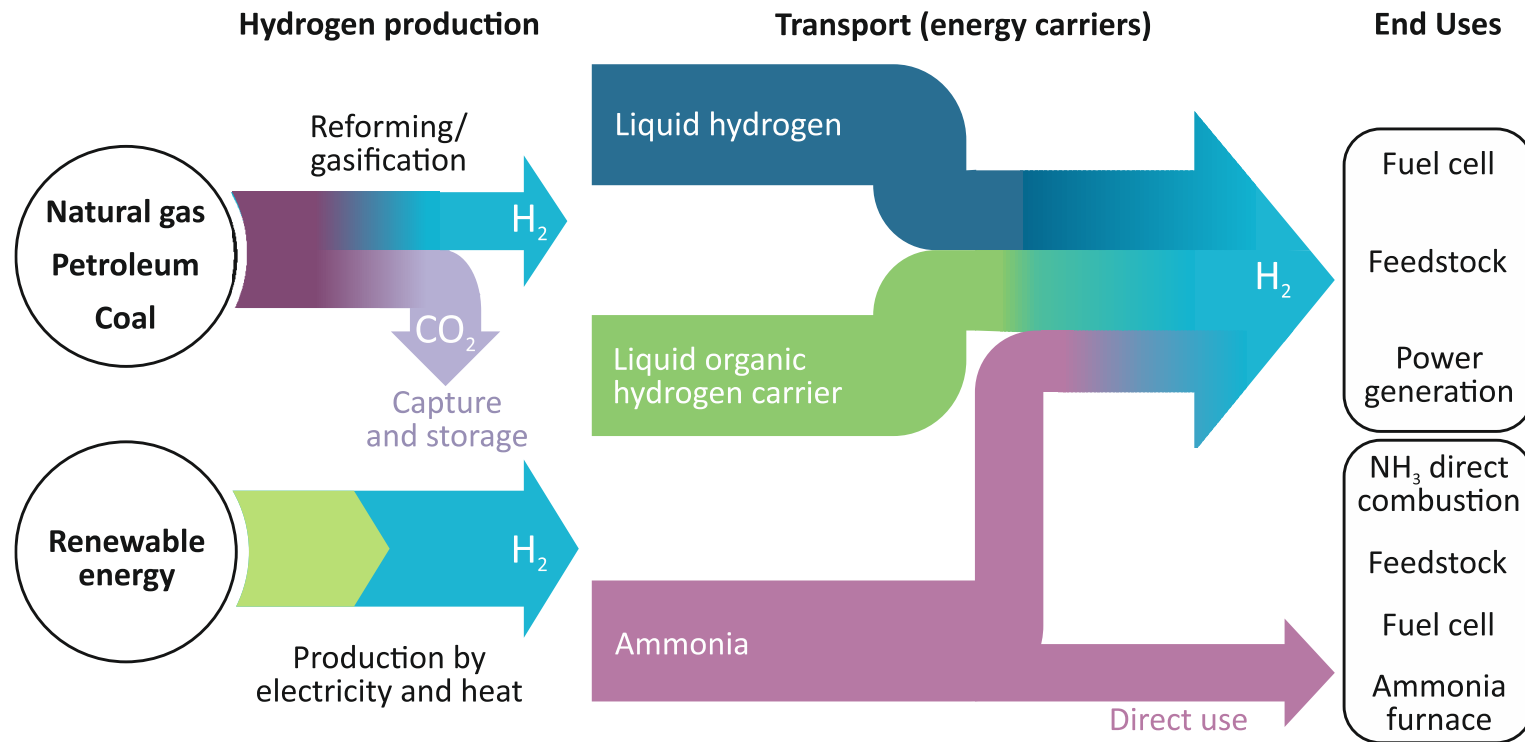 Hydrogen production
Transport (energy carriers)
End Uses
Reforming/
gasification
Natural gas
Petroleum
Coal
H₂
CO₂
Capture
and storage
Renewable
energy
H₂
Production by
electricity and heat
Liquid hydrogen
Liquid organic
hydrogen carrier
Ammonia
H₂
Direct use
Fuel cell
Feedstock
Power
generation
NH₃ direct
combustion
Feedstock
Fuel cell
Ammonia
furnace